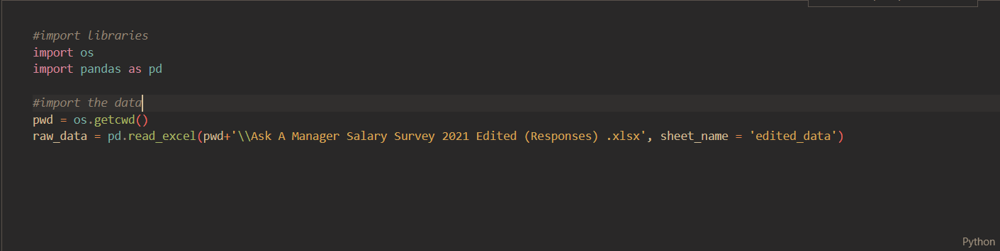 #import libraries
import os
import pandas as pd
#import the data
pwd = os.getcwd()
raw_data = pd.read_excel(pwd+'\\Ask A Manager Salary Survey 2021 Edited (Responses) .xlsx', sheet_name = 'edited_data')
Python